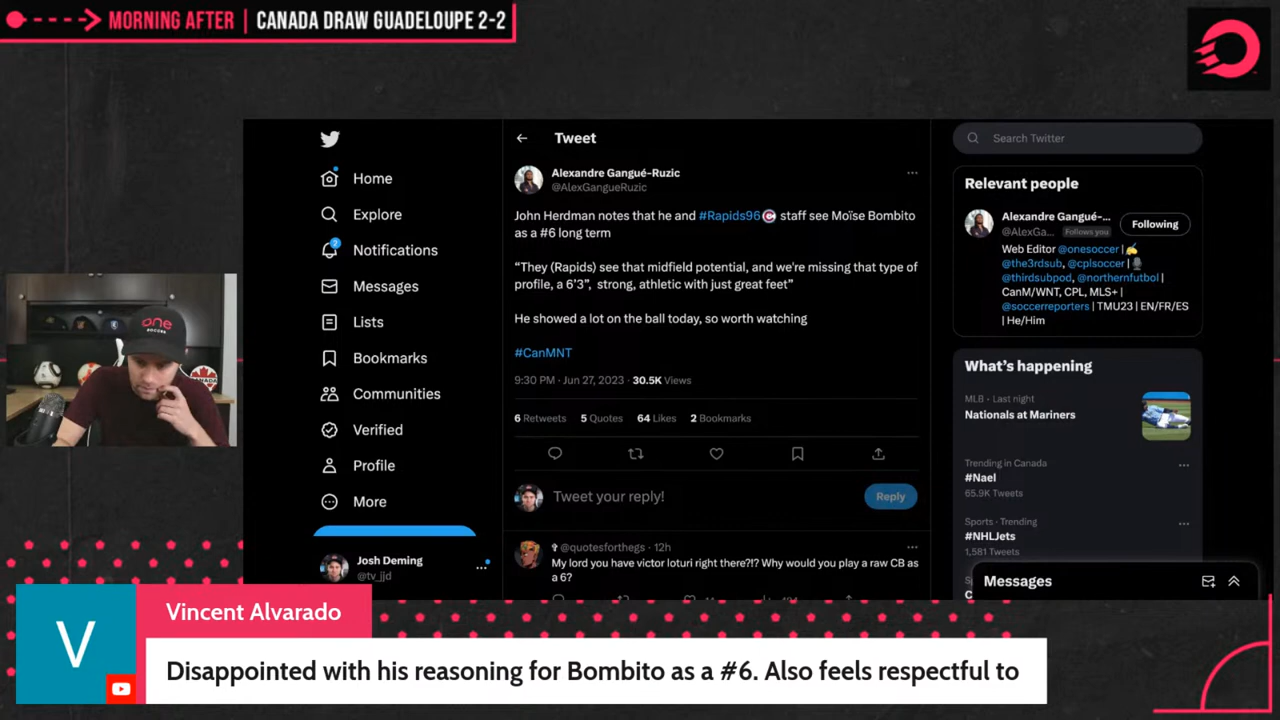 MORNING AFTER | CANADA DRAW GUADELOUPE 2-2
Home
Explore
2
Notifications
Messages
Lists
Bookmarks
Communities
Verified
Profile
More
Josh Deming
@tv_jjd
Tweet
Alexandre Gangué-Ruzic
@AlexGangueRuzic
John Herdman notes that he and #Rapids96 staff see Moïse Bombito
as a #6 long term
“They (Rapids) see that midfield potential, and we're missing that type of
profile, a 6’3”, strong, athletic with just great feet”
He showed a lot on the ball today, so worth watching
#CanMNT
9:30 PM · Jun 27, 2023 · 30.5K Views
6 Retweets 5 Quotes 64 Likes 2 Bookmarks
Tweet your reply!
Reply
@quotesforthegs · 12h
My lord you have victor loturi right there?!? Why would you play a raw CB as
a 6?
Search Twitter
Relevant people
Alexandre Gangué-...
@AlexGa... Follows you
Following
Web Editor @onesoccer |
@the3rdsub, @cplsoccer |
@thirdsubpod, @northernfutbol |
CanM/WNT, CPL, MLS+ |
@soccerreporters | TMU23 | EN/FR/ES
| He/Him
What’s happening
MLB · Last night
Nationals at Mariners
Trending in Canada
#Nael
65.9K Tweets
Sports · Trending
#NHLJets
1,581 Tweets
Messages
one
SOCCER
CANADA
V
Vincent Alvarado
Disappointed with his reasoning for Bombito as a #6. Also feels respectful to